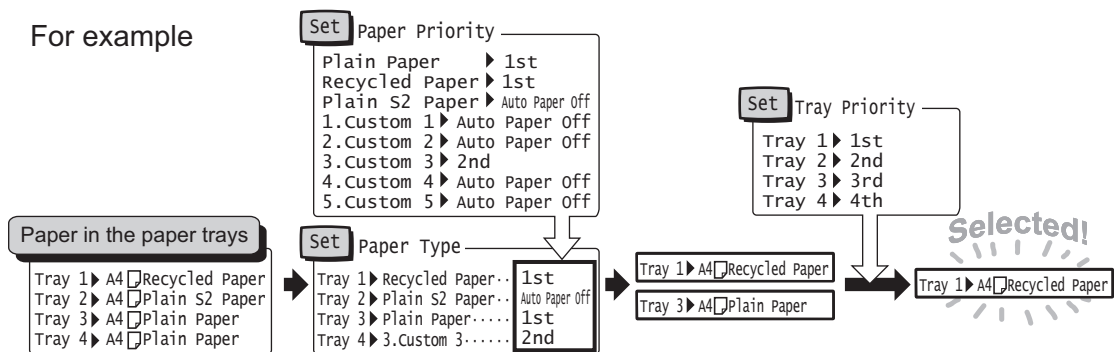 For example
Set Paper Priority
Plain Paper ▶ 1st
Recycled Paper ▶ 1st
Plain S2 Paper ▶ Auto Paper Off
1.Custom 1 ▶ Auto Paper Off
2.Custom 2 ▶ Auto Paper Off
3.Custom 3 ▶ 2nd
4.Custom 4 ▶ Auto Paper Off
5.Custom 5 ▶ Auto Paper Off
Paper in the paper trays
Tray 1 ▶ A4 Recycled Paper
Tray 2 ▶ A4 Plain S2 Paper
Tray 3 ▶ A4 Plain Paper
Tray 4 ▶ A4 Plain Paper
Set Paper Type
Tray 1 ▶ Recycled Paper·· 1st
Tray 2 ▶ Plain S2 Paper·· Auto Paper Off
Tray 3 ▶ Plain Paper····· 1st
Tray 4 ▶ 3.Custom 3······ 2nd
Tray 1 ▶ A4 Recycled Paper
Tray 3 ▶ A4 Plain Paper
Set Tray Priority
Tray 1 ▶ 1st
Tray 2 ▶ 2nd
Tray 3 ▶ 3rd
Tray 4 ▶ 4th
Selected!
Tray 1 ▶ A4 Recycled Paper